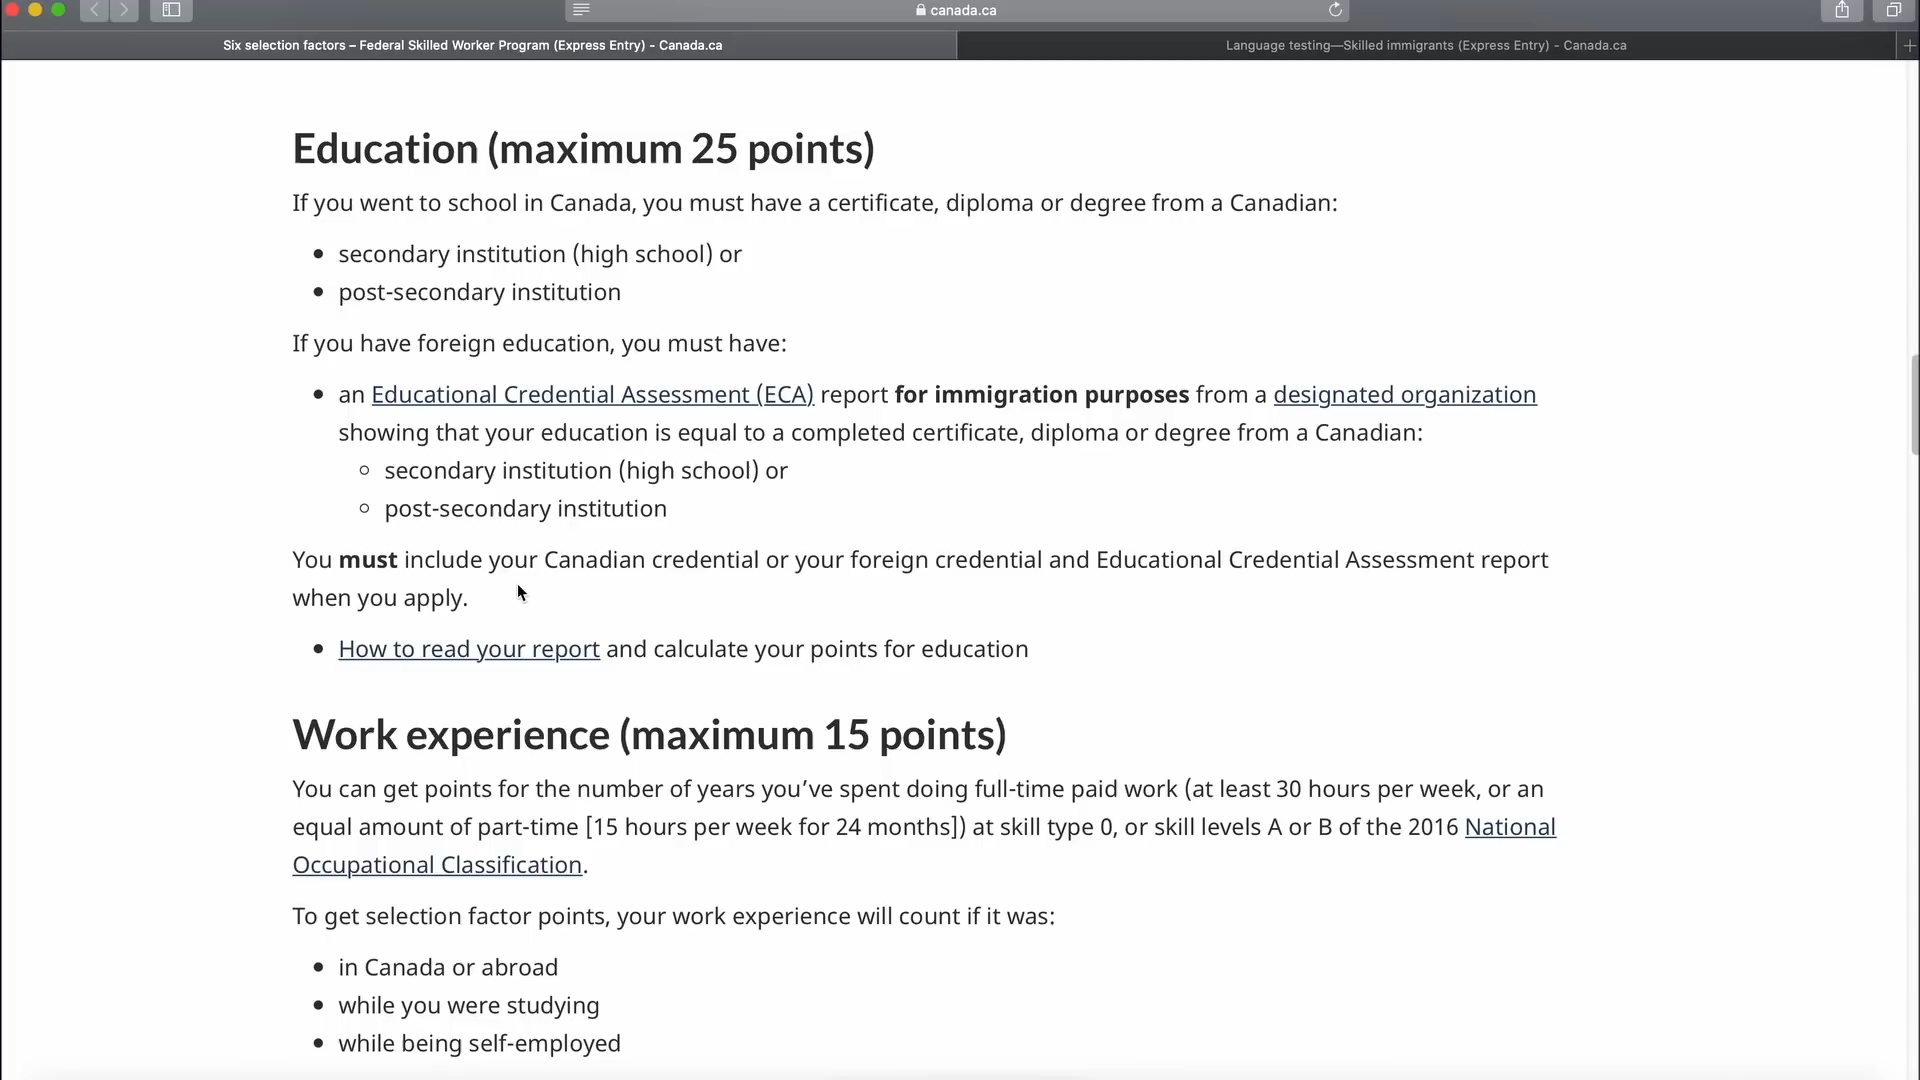 canada.ca
Six selection factors – Federal Skilled Worker Program (Express Entry) - Canada.ca
Language testing—Skilled immigrants (Express Entry) - Canada.ca
Education (maximum 25 points)
If you went to school in Canada, you must have a certificate, diploma or degree from a Canadian:
• secondary institution (high school) or
• post-secondary institution
If you have foreign education, you must have:
• an Educational Credential Assessment (ECA) report for immigration purposes from a designated organization
showing that your education is equal to a completed certificate, diploma or degree from a Canadian:
◦ secondary institution (high school) or
◦ post-secondary institution
You must include your Canadian credential or your foreign credential and Educational Credential Assessment report
when you apply.
• How to read your report and calculate your points for education
Work experience (maximum 15 points)
You can get points for the number of years you’ve spent doing full-time paid work (at least 30 hours per week, or an
equal amount of part-time [15 hours per week for 24 months]) at skill type 0, or skill levels A or B of the 2016 National
Occupational Classification.
To get selection factor points, your work experience will count if it was:
• in Canada or abroad
• while you were studying
• while being self-employed